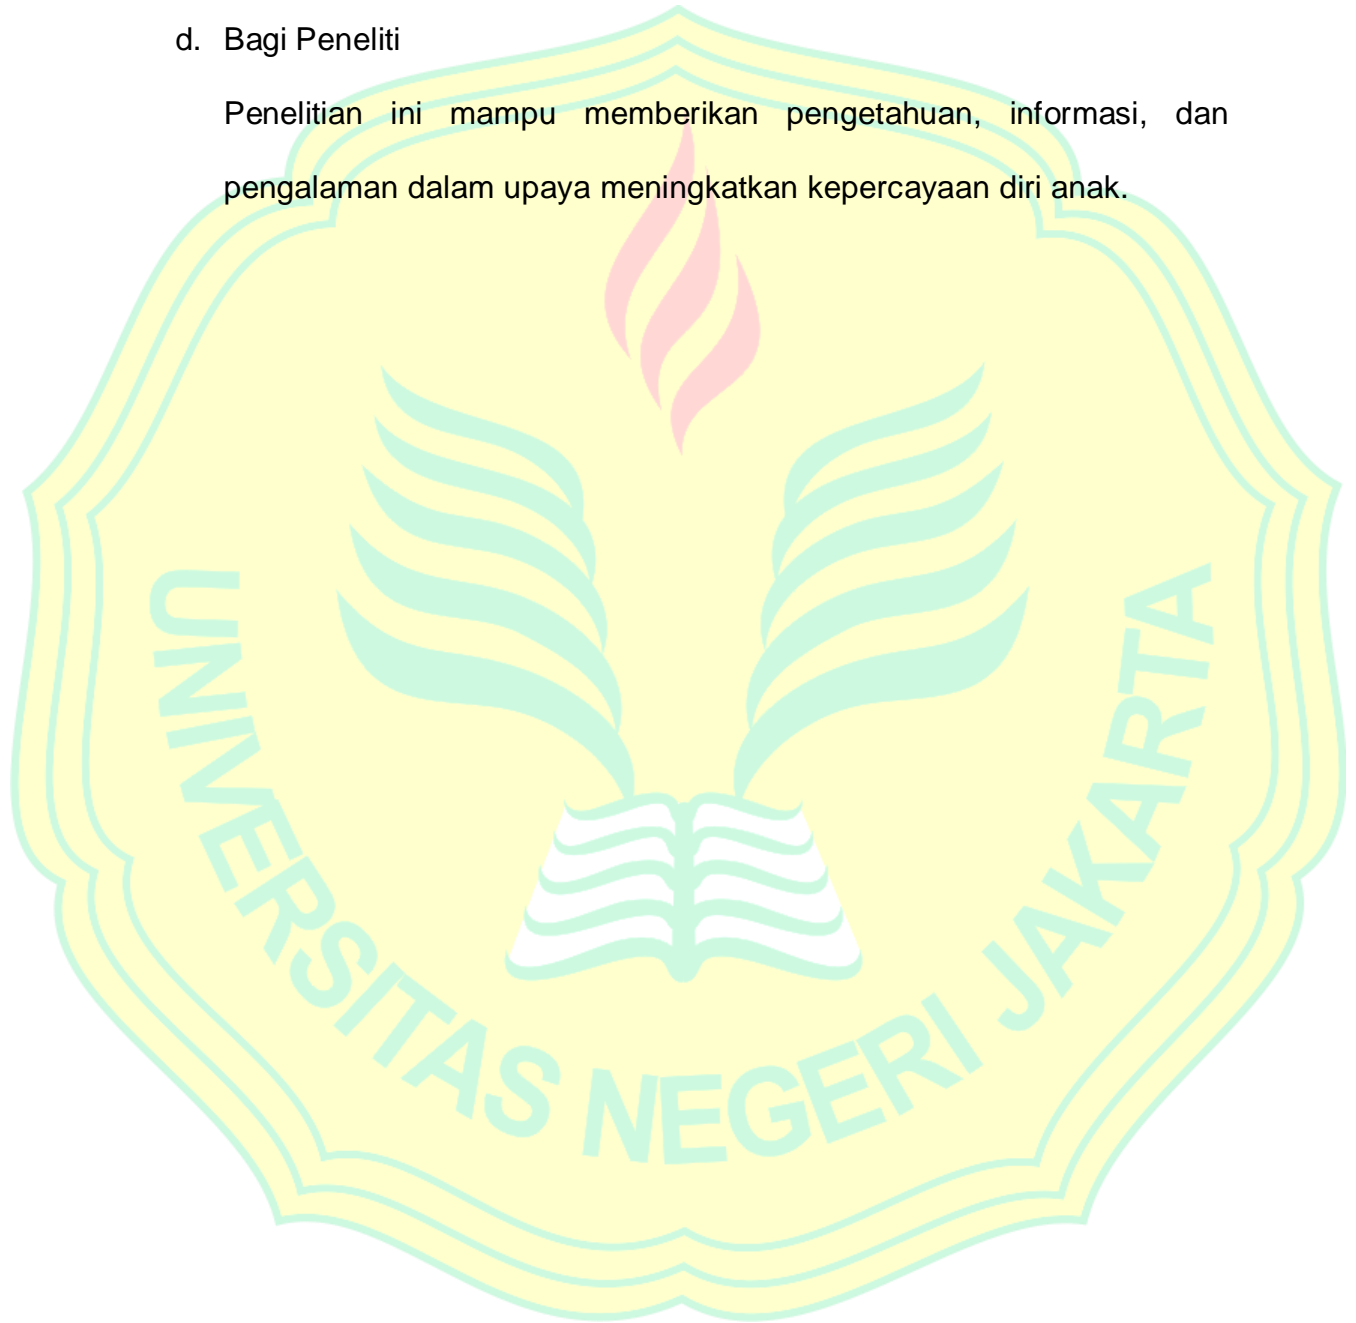 d. Bagi Peneliti
Penelitian ini mampu memberikan pengetahuan, informasi, dan
pengalaman dalam upaya meningkatkan kepercayaan diri anak.
UNIVERSITAS NEGERI JAKARTA